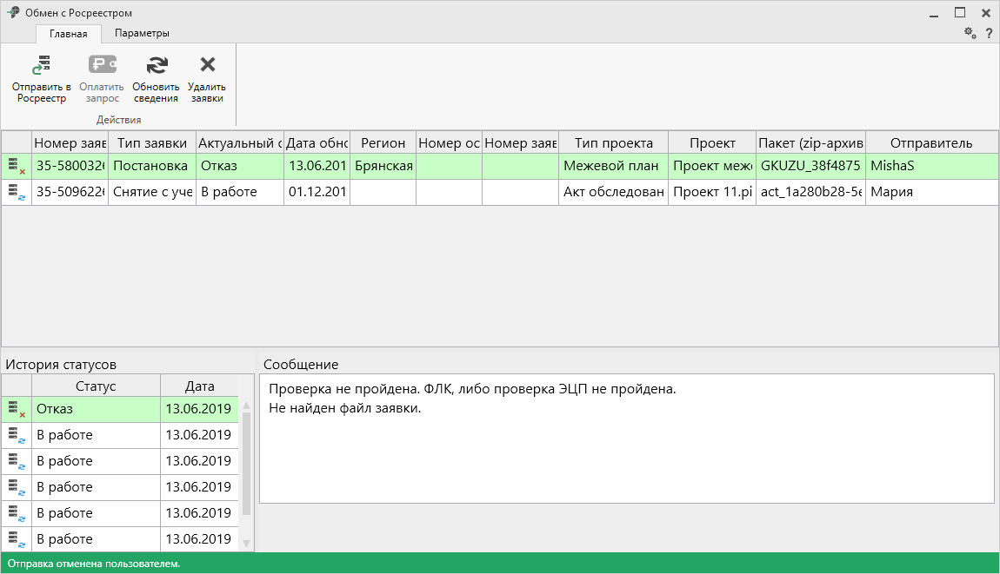 Обмен с Росреестром
Главная Параметры
?
Отправить в Росреестр
Оплатить запрос
Обновить сведения
Удалить заявки
Действия
Номер заяв Тип заявки Актуальный с Дата обно Регион Номер ос Номер заяв Тип проекта Проект Пакет (zip-архив Отправитель
35-5800326 Постановка Отказ 13.06.201 Брянская Межевой план Проект меже GKUZU_38f4875 MishaS
35-5096226 Снятие с уче В работе 01.12.201 Акт обследован Проект 11.pi act_1a280b28-5e Мария
История статусов
Статус Дата
Отказ 13.06.2019
В работе 13.06.2019
В работе 13.06.2019
В работе 13.06.2019
В работе 13.06.2019
В работе 13.06.2019
Сообщение
Проверка не пройдена. ФЛК, либо проверка ЭЦП не пройдена.
Не найден файл заявки.
Отправка отменена пользователем.